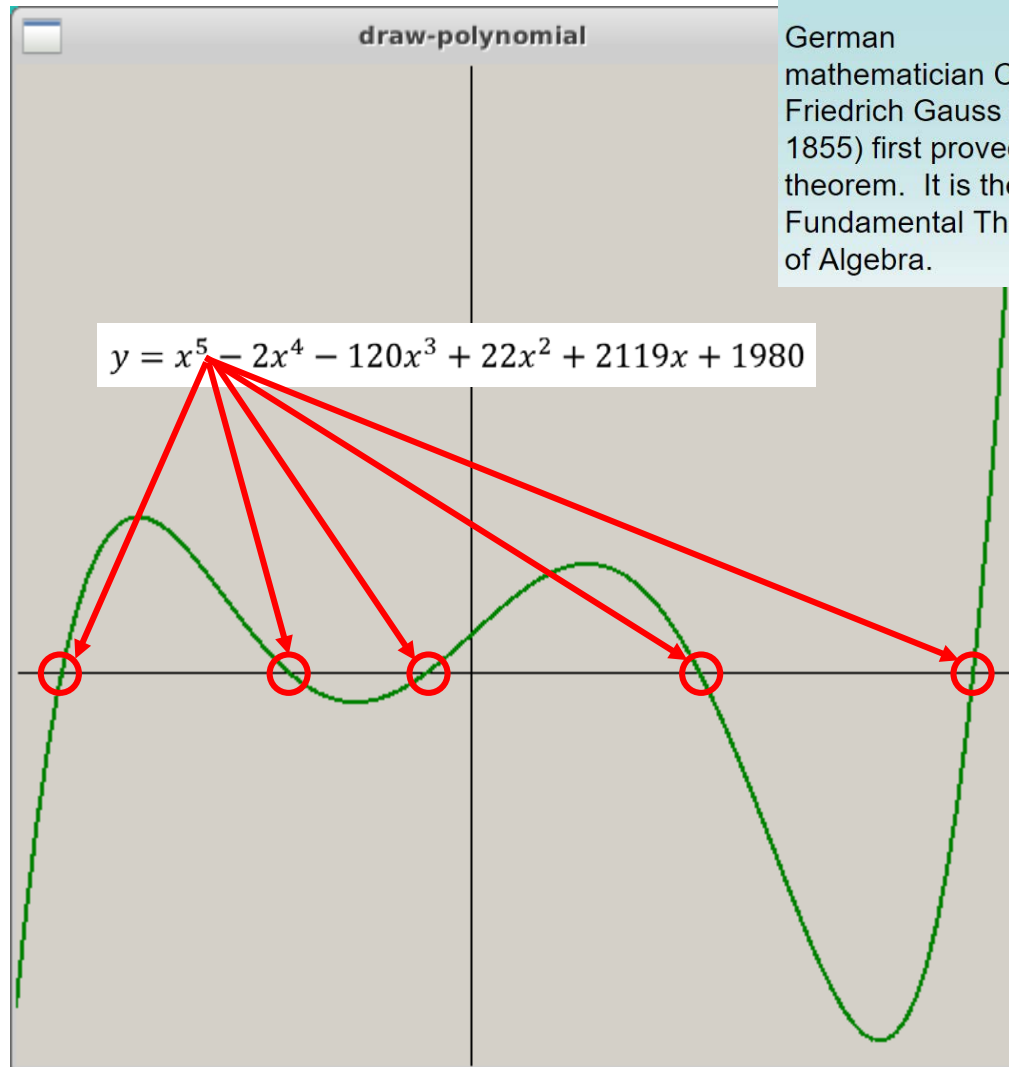 draw-polynomial
German
mathematician
Friedrich Gauss
1855) first
theorem. It is
Fundamental
of Algebra.
y = x⁵ − 2x⁴ − 120x³ + 22x² + 2119x + 1980